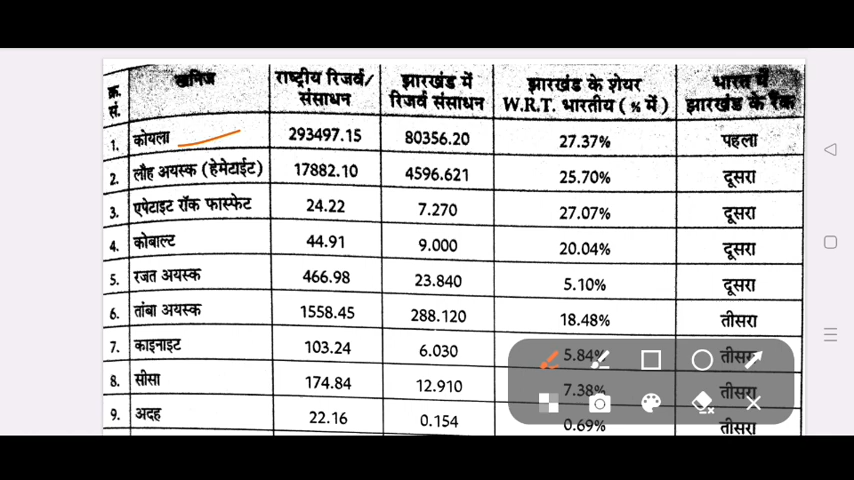 क्र. सं. खनिज राष्ट्रीय रिजर्व/ संसाधन झारखंड में रिजर्व संसाधन झारखंड के शेयर W.R.T. भारतीय ( % में ) भारत में झारखंड के रैंक
1. कोयला 293497.15 80356.20 27.37% पहला
2. लौह अयस्क (हेमेटाईट) 17882.10 4596.621 25.70% दूसरा
3. एपेटाइट रॉक फास्फेट 24.22 7.270 27.07% दूसरा
4. कोबाल्ट 44.91 9.000 20.04% दूसरा
5. रजत अयस्क 466.98 23.840 5.10% दूसरा
6. तांबा अयस्क 1558.45 288.120 18.48% तीसरा
7. काइनाइट 103.24 6.030 5.84% तीसरा
8. सीसा 174.84 12.910 7.38% तीसरा
9. अदह 22.16 0.154 0.69% तीसरा